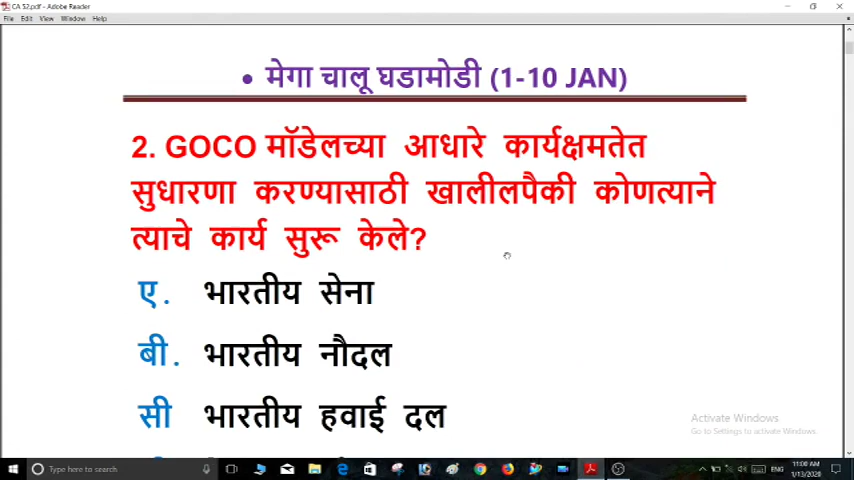 CA 52.pdf - Adobe Reader
File Edit View Window Help
• मेगा चालू घडामोडी (1-10 JAN)
2. GOCO मॉडेलच्या आधारे कार्यक्षमतेत
सुधारणा करण्यासाठी खालीलपैकी कोणत्याने
त्याचे कार्य सुरू केले?
ए. भारतीय सेना
बी. भारतीय नौदल
सी भारतीय हवाई दल
Activate Windows
Go to Settings to activate Windows.
Type here to search
ENG
11:00 AM
1/13/2020